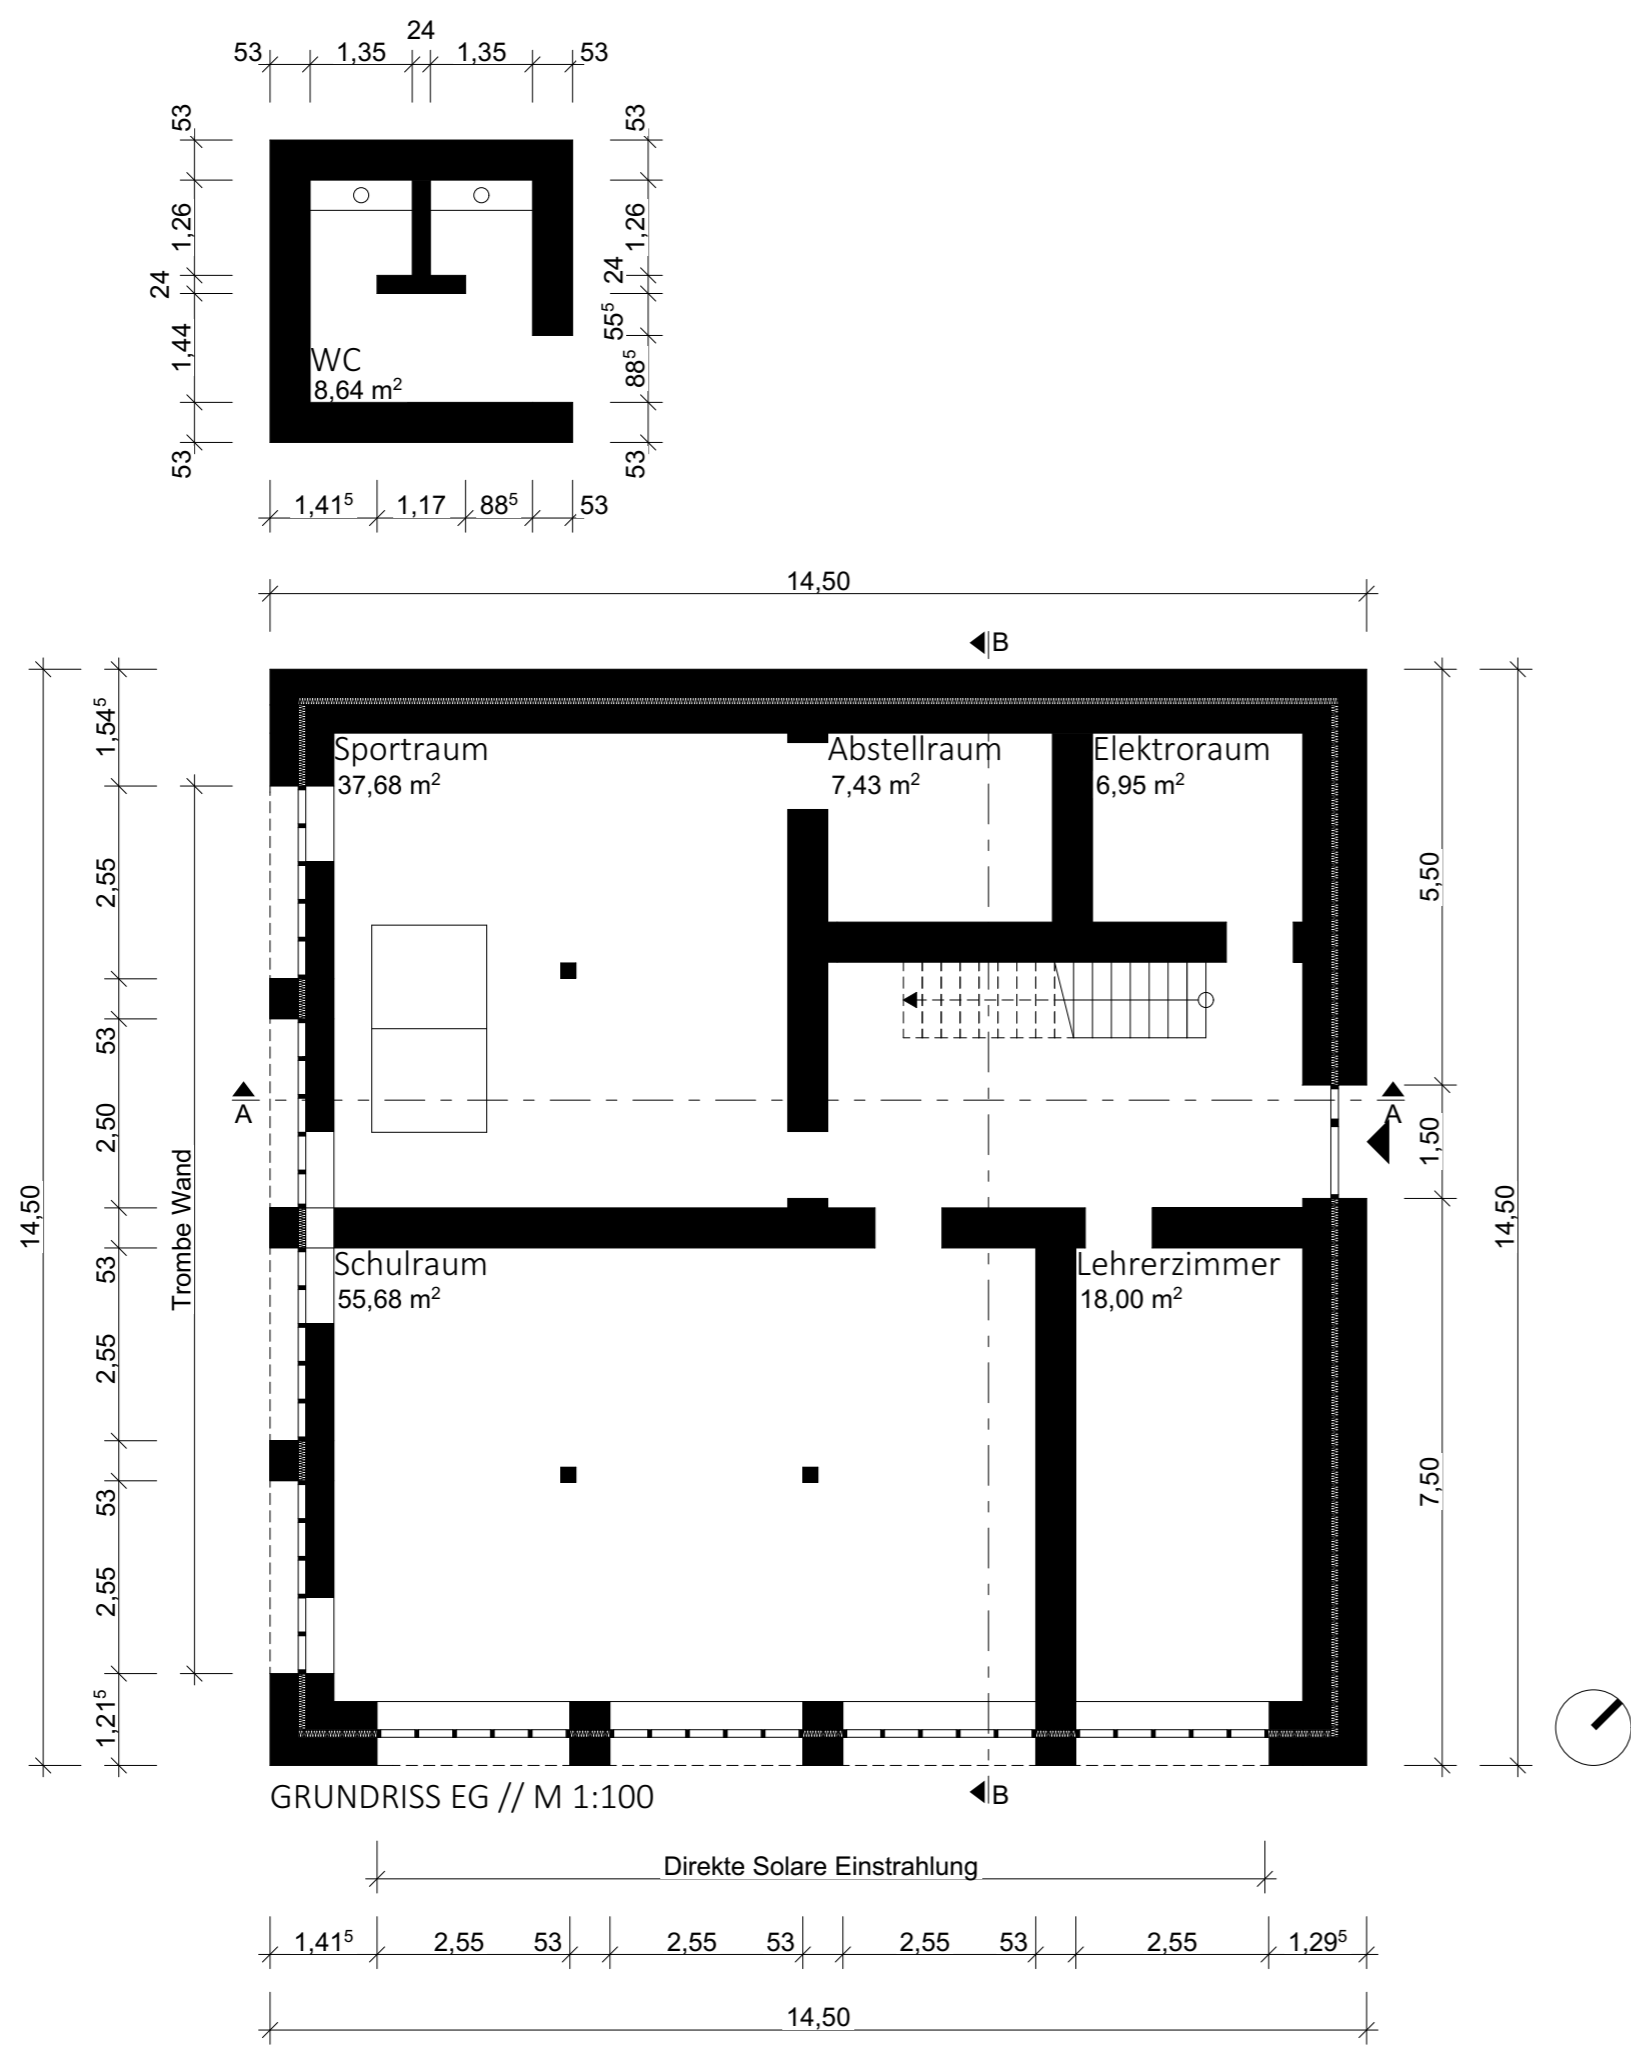 24
53 1,35 1,35 53
53
1,26
24
1,44
53
53
1,26
24
55⁵
88⁵
53
WC
8,64 m²
1,41⁵ 1,17 88⁵ 53
14,50
B
14,50
1,54⁵
2,55
53
2,50
53
2,55
53
2,55
1,21⁵
Trombe Wand
Sportraum
37,68 m²
Abstellraum
7,43 m²
Elektroraum
6,95 m²
A
A
5,50
1,50
7,50
14,50
Schulraum
55,68 m²
Lehrerzimmer
18,00 m²
GRUNDRISS EG // M 1:100
B
Direkte Solare Einstrahlung
1,41⁵ 2,55 53 2,55 53 2,55 53 2,55 1,29⁵
14,50